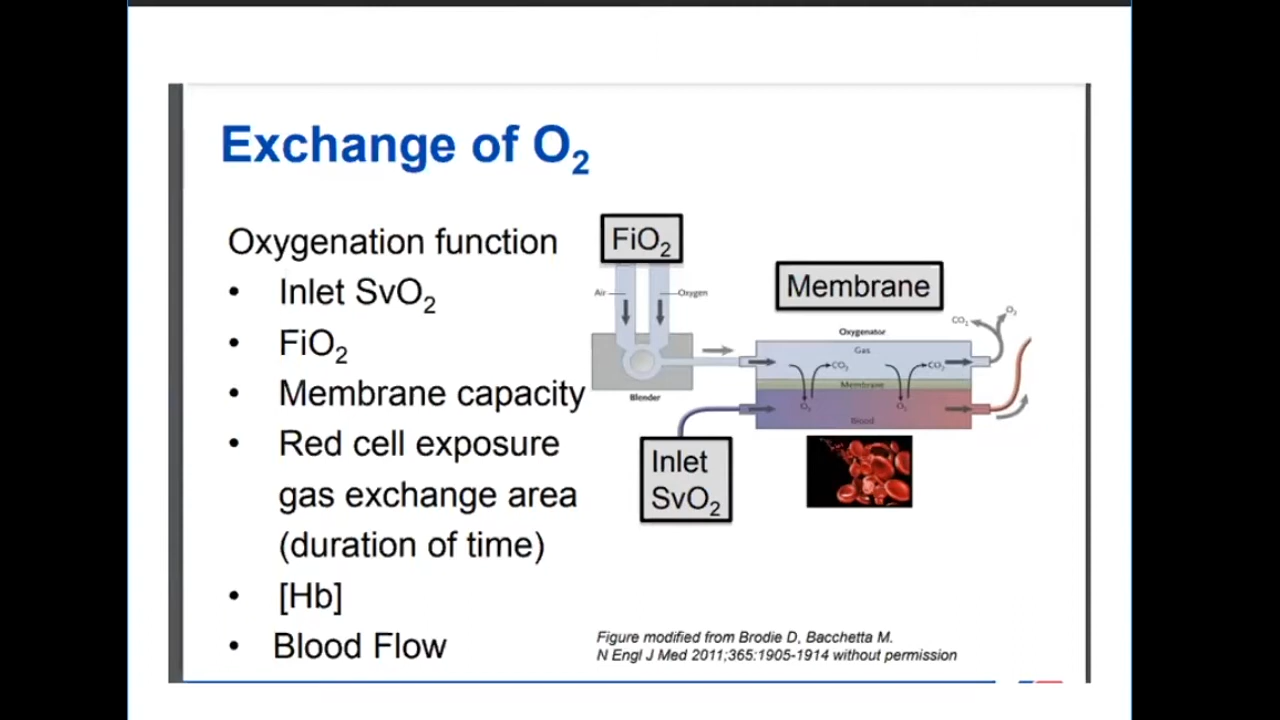 Exchange of O₂
Oxygenation function
• Inlet SvO₂
• FiO₂
• Membrane capacity
• Red cell exposure
gas exchange area
(duration of time)
• [Hb]
• Blood Flow
FiO₂
Air
Oxygen
Blender
Membrane
Oxygenator
Gas
CO₂
CO₂
Membrane
O₂
O₂
Blood
CO₂
O₂
Inlet
SvO₂
Figure modified from Brodie D, Bacchetta M.
N Engl J Med 2011;365:1905-1914 without permission